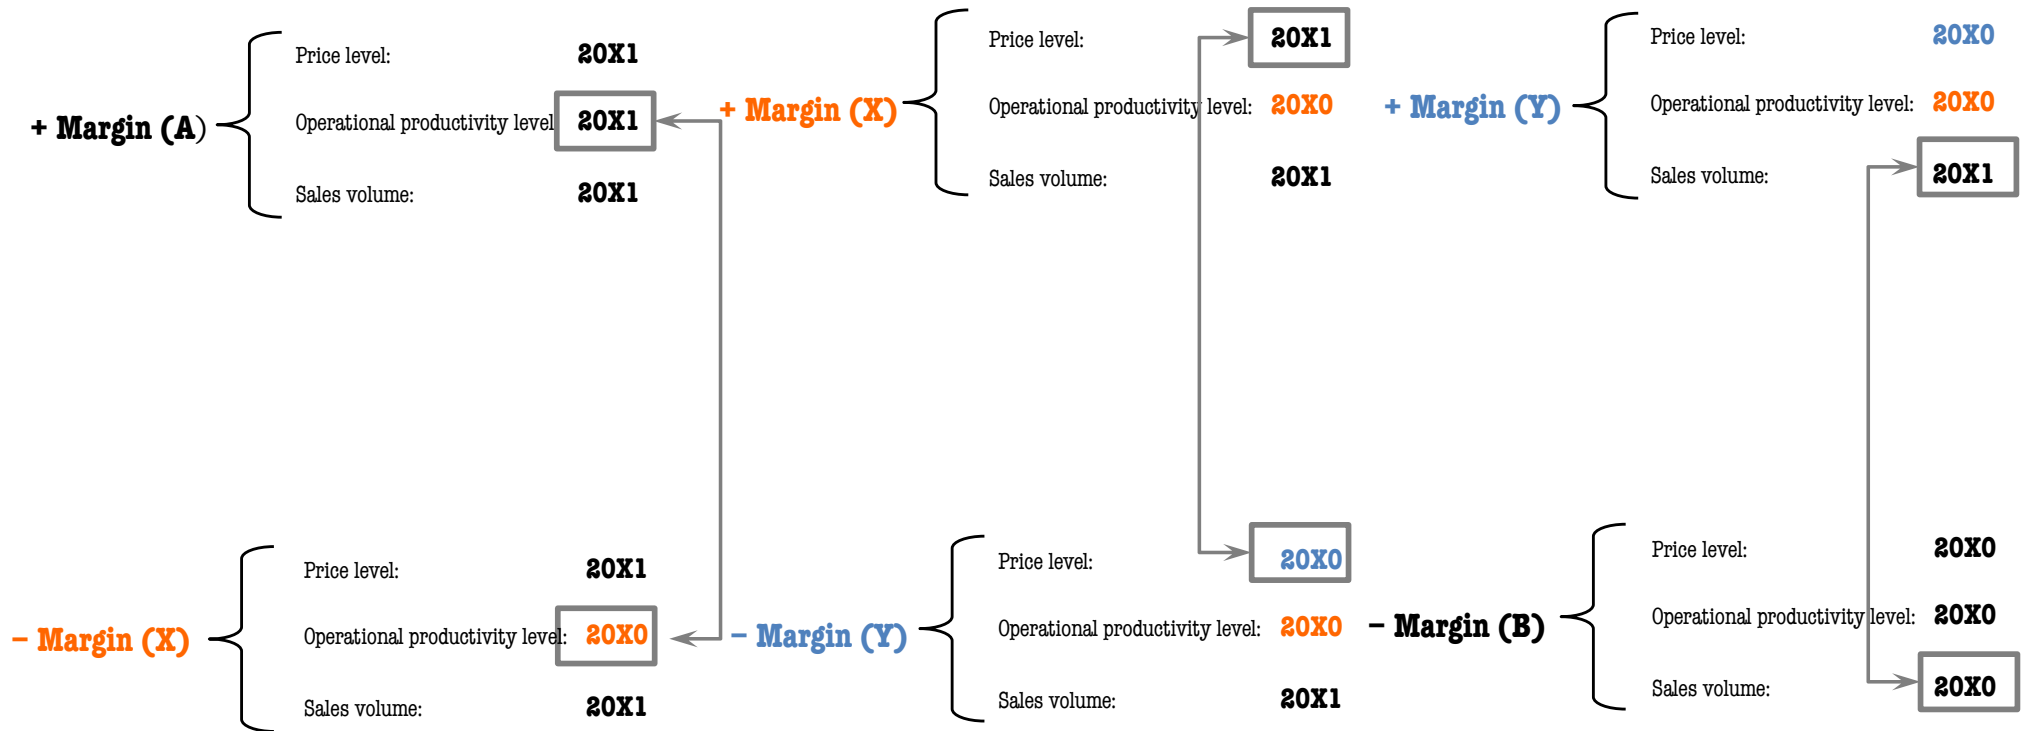 + Margin (A)
Price level: 20X1
Operational productivity level 20X1
Sales volume: 20X1
+ Margin (X)
Price level: 20X1
Operational productivity level: 20X0
Sales volume: 20X1
+ Margin (Y)
Price level: 20X0
Operational productivity level: 20X0
Sales volume: 20X1
– Margin (X)
Price level: 20X1
Operational productivity level: 20X0
Sales volume: 20X1
– Margin (Y)
Price level: 20X0
Operational productivity level: 20X0
Sales volume: 20X1
– Margin (B)
Price level: 20X0
Operational productivity level: 20X0
Sales volume: 20X0